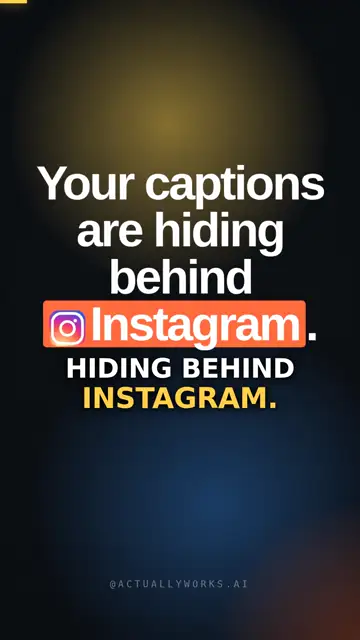 Your captions
are hiding
behind
Instagram.
HIDING BEHIND
INSTAGRAM.
@ACTUALLYWORKS.AI